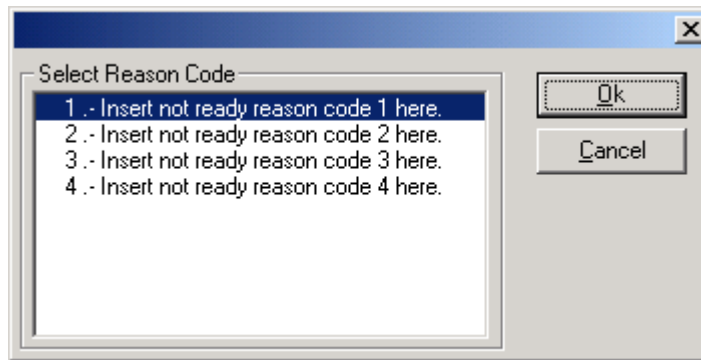 Select Reason Code
1 .- Insert not ready reason code 1 here.
2 .- Insert not ready reason code 2 here.
3 .- Insert not ready reason code 3 here.
4 .- Insert not ready reason code 4 here.
Ok
Cancel